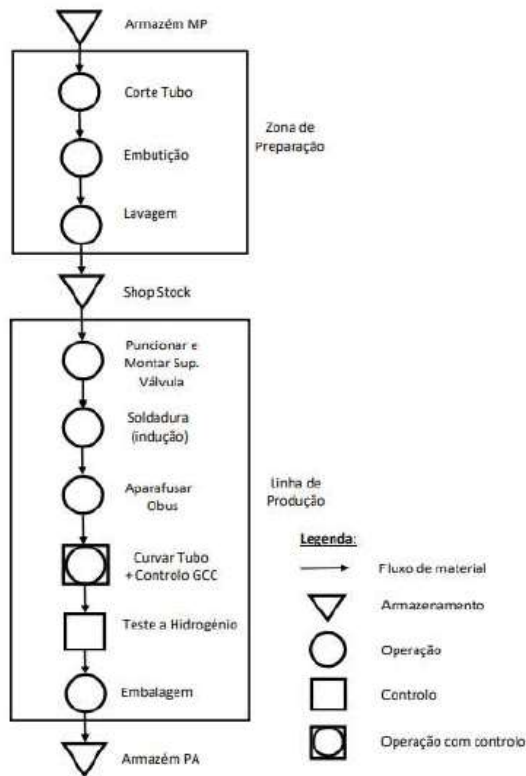 Armazém MP
Corte Tubo
Embutição
Lavagem
Zona de
Preparação
Shop Stock
Puncionar e
Montar Sup.
Válvula
Soldadura
(indução)
Aparafusar
Obus
Curvar Tubo
+ Controlo GCC
Teste a Hidrogénio
Embalagem
Linha de
Produção
Armazém PA
Legenda:
Fluxo de material
Armazenamento
Operação
Controlo
Operação com controlo